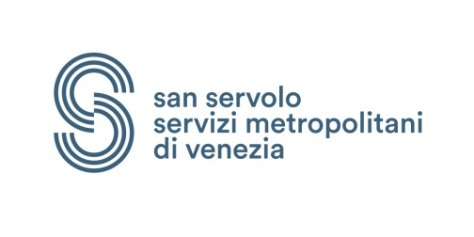 san servolo
servizi metropolitani
di venezia